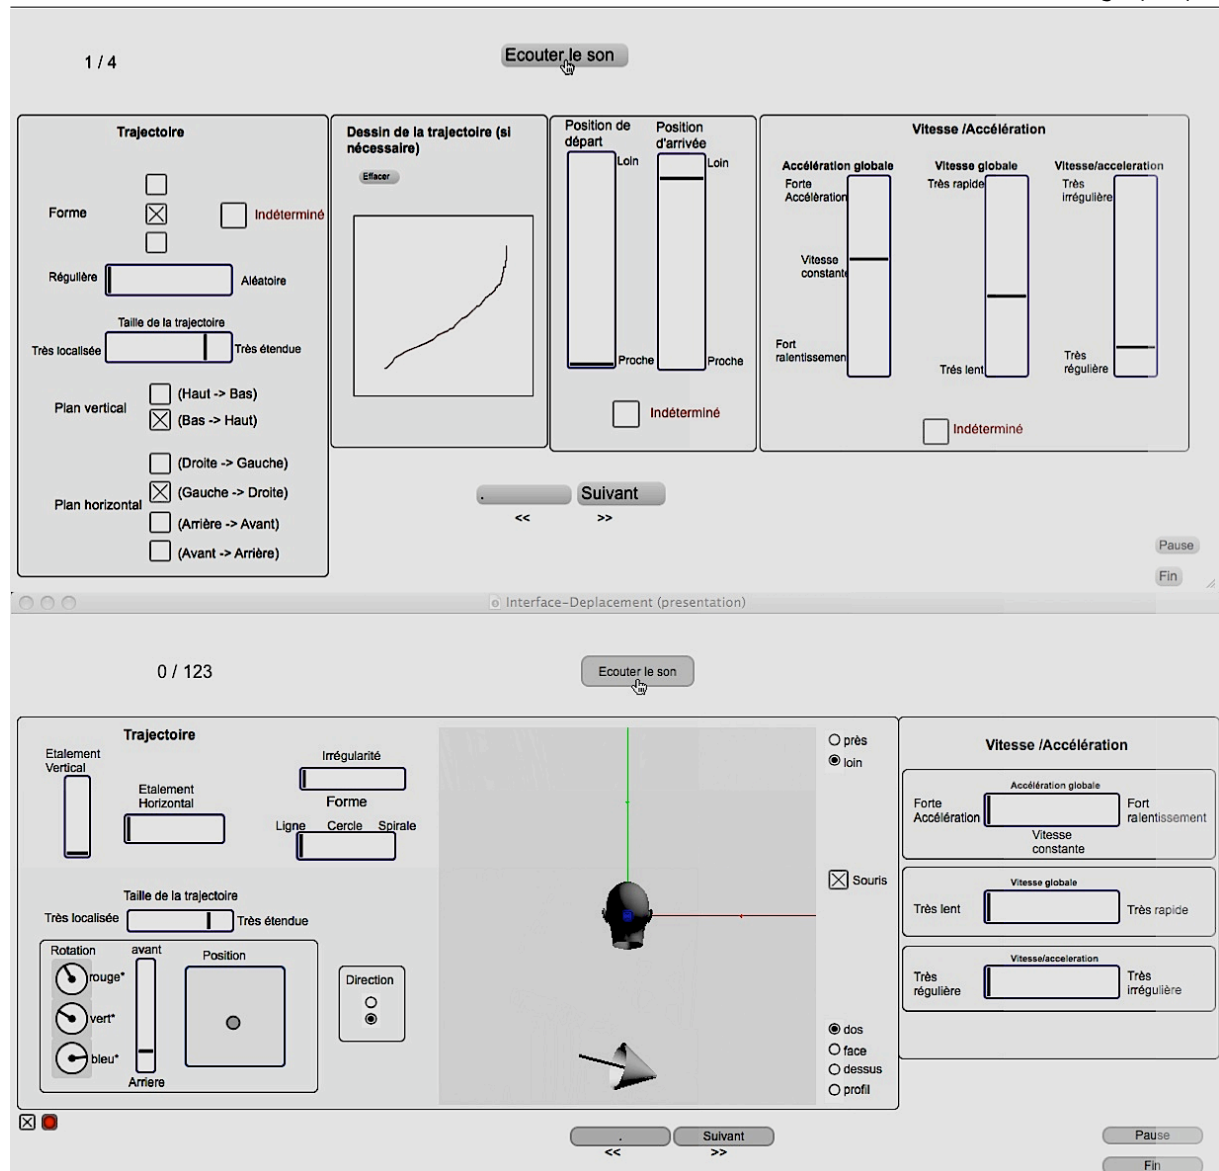 1 / 4
Ecouter le son
Trajectoire
Forme
Indéterminé
Régulière
Aléatoire
Taille de la trajectoire
Très localisée
Très étendue
Plan vertical
(Haut -> Bas)
(Bas -> Haut)
Plan horizontal
(Droite -> Gauche)
(Gauche -> Droite)
(Arrière -> Avant)
(Avant -> Arrière)
Dessin de la trajectoire (si
nécessaire)
Effacer
Position de
départ
Position
d'arrivée
Loin
Loin
Proche
Proche
Indéterminé
Vitesse /Accélération
Accélération globale
Forte
Accélèration
Vitesse
constante
Fort
ralentissemen
Vitesse globale
Très rapide
Trés lent
Vitesse/acceleration
Très
irrégulière
Très
régulière
Indéterminé
.
Suivant
<<
>>
Pause
Fin
Interface-Deplacement (presentation)
0 / 123
Ecouter le son
Trajectoire
Etalement
Vertical
Etalement
Horizontal
Irrégularité
Forme
Ligne
Cercle
Spirale
Taille de la trajectoire
Très localisée
Très étendue
Rotation
rouge*
vert*
bleu*
avant
Arriere
Position
Direction
près
loin
Souris
dos
face
dessus
profil
Vitesse /Accélération
Accélération globale
Forte
Accélération
Fort
ralentissement
Vitesse
constante
Vitesse globale
Très lent
Très rapide
Vitesse/acceleration
Très
régulière
Très
irrégulière
.
Suivant
<<
>>
Pause
Fin